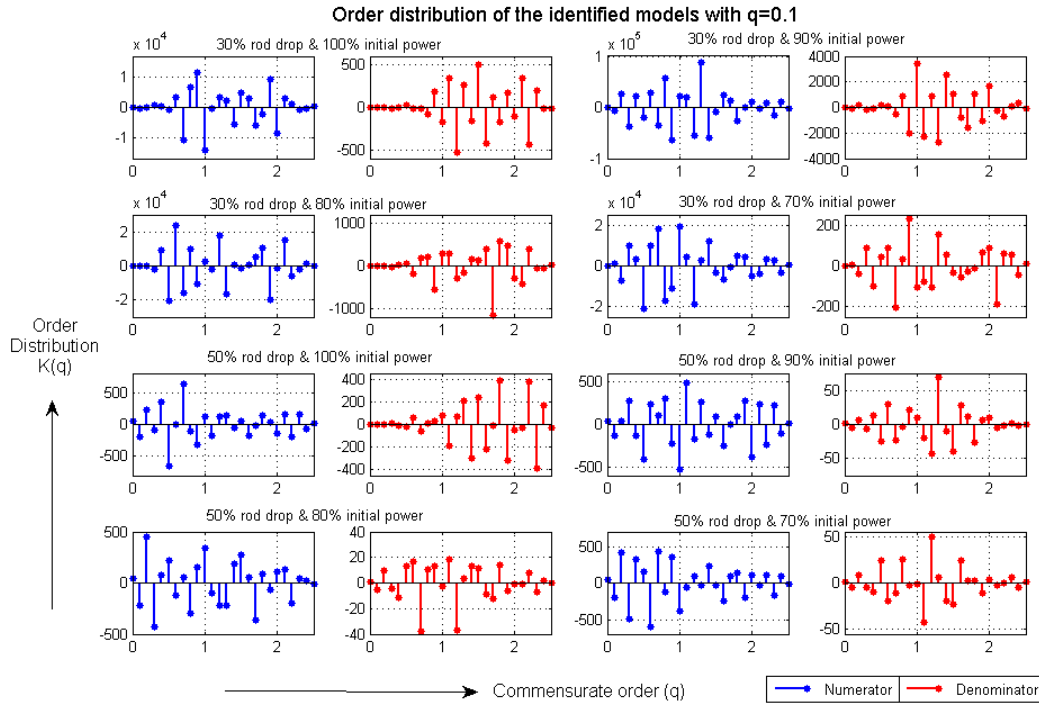 Order distribution of the identified models with q=0.1
x 10^4 30% rod drop & 100% initial power
1
0
-1
0 1 2
500
0
-500
0 1 2
x 10^5 30% rod drop & 90% initial power
1
0
-1
0 1 2
4000
2000
0
-2000
-4000
0 1 2
x 10^4 30% rod drop & 80% initial power
2
1
0
-1
-2
0 1 2
1000
0
-1000
0 1 2
x 10^4 30% rod drop & 70% initial power
2
1
0
-1
-2
0 1 2
200
0
-200
0 1 2
Order
Distribution
K(q)
50% rod drop & 100% initial power
500
0
-500
0 1 2
400
200
0
-200
-400
0 1 2
50% rod drop & 90% initial power
500
0
-500
0 1 2
50
0
-50
0 1 2
50% rod drop & 80% initial power
500
0
-500
0 1 2
40
20
0
-20
-40
0 1 2
50% rod drop & 70% initial power
500
0
-500
0 1 2
50
0
-50
0 1 2
Commensurate order (q)
Numerator Denominator